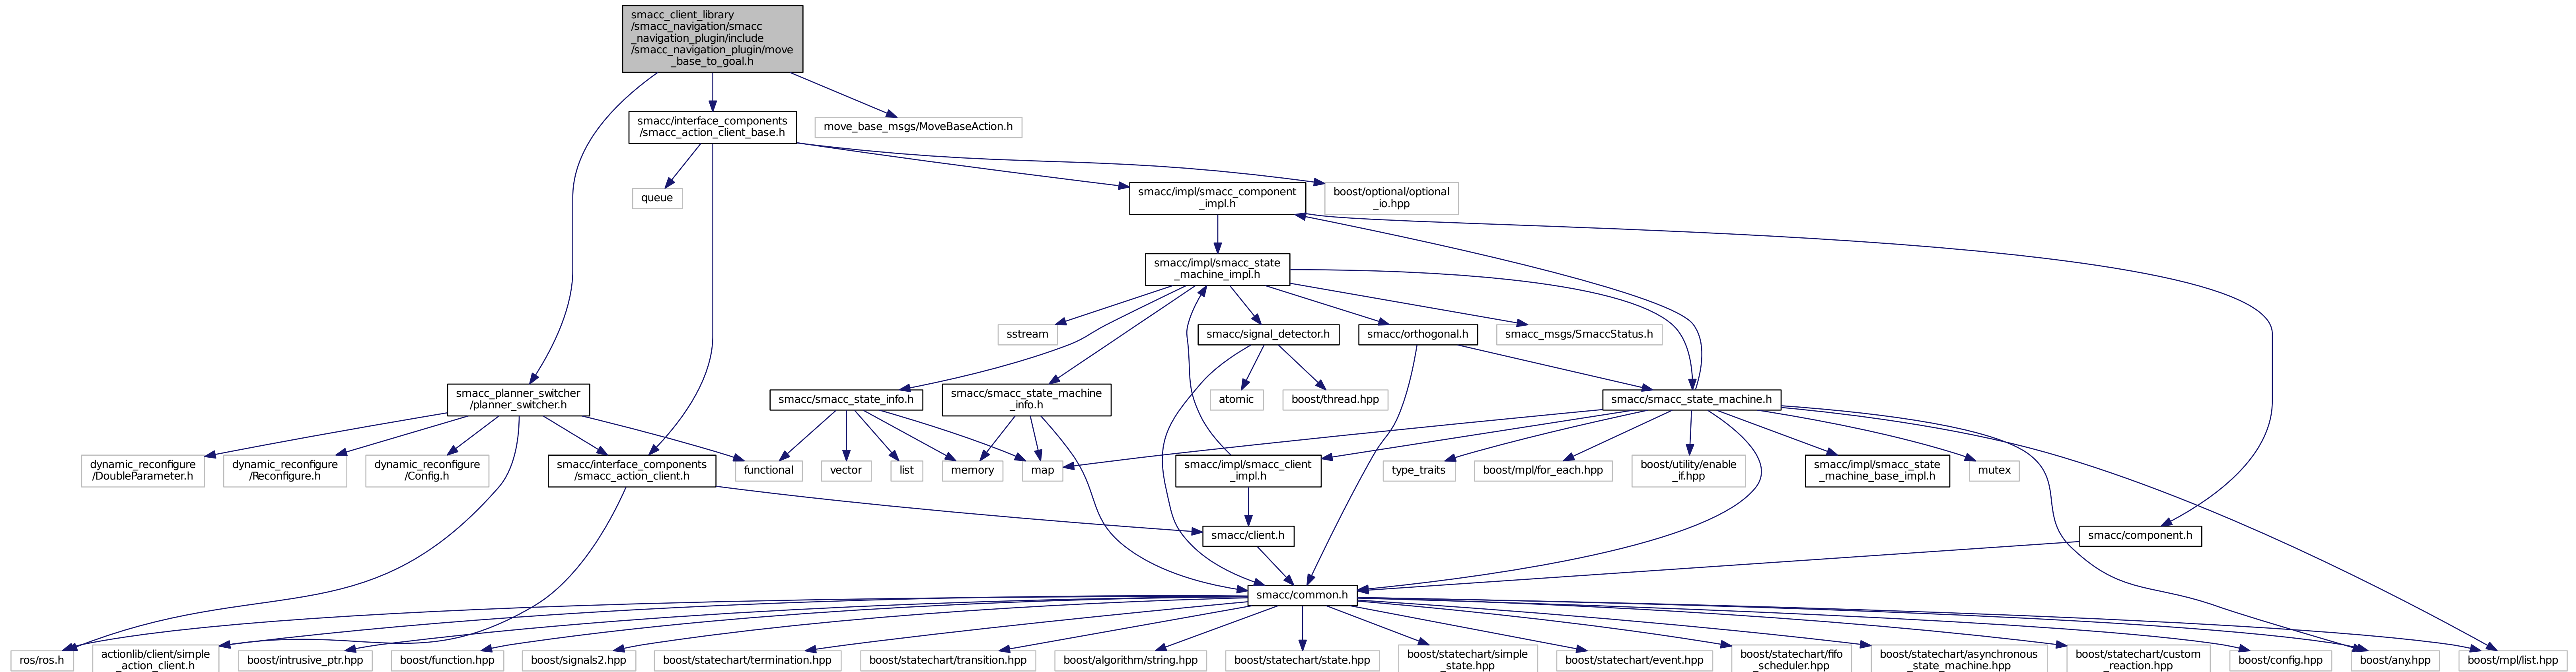 smacc_client_library
/smacc_navigation/smacc
_navigation_plugin/include
/smacc_navigation_plugin/move
_base_to_goal.h
smacc/interface_components
/smacc_action_client_base.h
move_base_msgs/MoveBaseAction.h
queue
smacc/impl/smacc_component
_impl.h
boost/optional/optional
_io.hpp
smacc/impl/smacc_state
_machine_impl.h
sstream
smacc/signal_detector.h
smacc/orthogonal.h
smacc_msgs/SmaccStatus.h
smacc_planner_switcher
/planner_switcher.h
smacc/smacc_state_info.h
smacc/smacc_state_machine
_info.h
atomic
boost/thread.hpp
smacc/smacc_state_machine.h
dynamic_reconfigure
/DoubleParameter.h
dynamic_reconfigure
/Reconfigure.h
dynamic_reconfigure
/Config.h
smacc/interface_components
/smacc_action_client.h
functional
vector
list
memory
map
smacc/impl/smacc_client
_impl.h
type_traits
boost/mpl/for_each.hpp
boost/utility/enable
_if.hpp
smacc/impl/smacc_state
_machine_base_impl.h
mutex
smacc/client.h
smacc/component.h
smacc/common.h
ros/ros.h
actionlib/client/simple
_action_client.h
boost/intrusive_ptr.hpp
boost/function.hpp
boost/signals2.hpp
boost/statechart/termination.hpp
boost/statechart/transition.hpp
boost/algorithm/string.hpp
boost/statechart/state.hpp
boost/statechart/simple
_state.hpp
boost/statechart/event.hpp
boost/statechart/fifo
_scheduler.hpp
boost/statechart/asynchronous
_state_machine.hpp
boost/statechart/custom
_reaction.hpp
boost/config.hpp
boost/any.hpp
boost/mpl/list.hpp